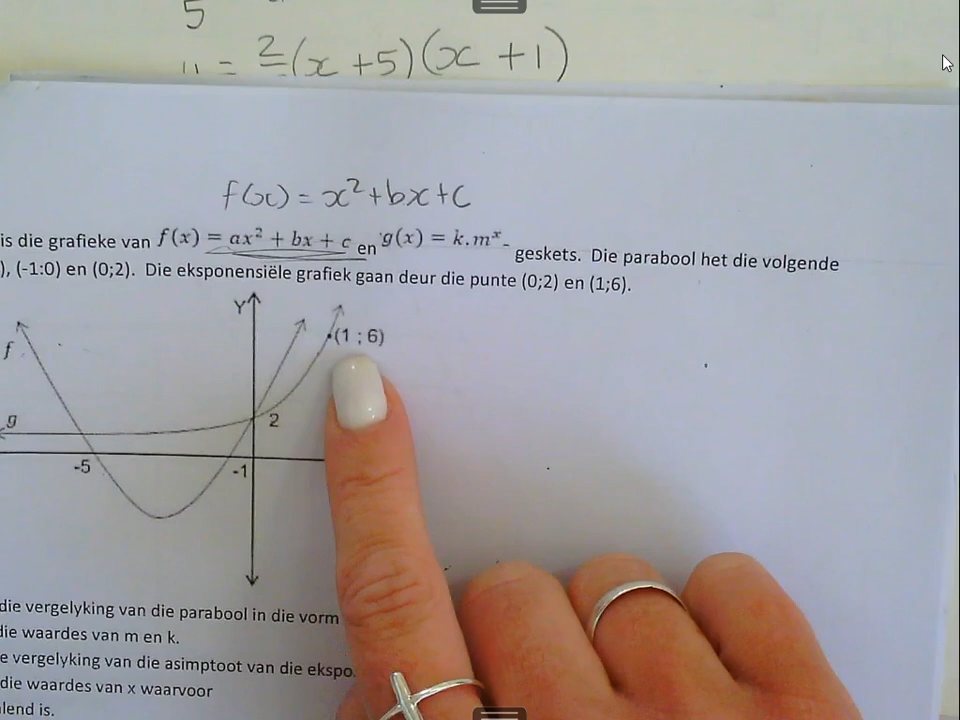 5
y = 2/5(x + 5)(x + 1)
f(x) = x² + bx + c
is die grafieke van f(x) = ax² + bx + c en g(x) = k.mˣ geskets. Die parabool het die volgende
), (-1:0) en (0;2). Die eksponensiële grafiek gaan deur die punte (0;2) en (1;6).
Y
(1 ; 6)
f
g
2
-5
-1
die vergelyking van die parabool in die vorm
die waardes van m en k.
e vergelyking van die asimptoot van die ekspo
die waardes van x waarvoor
lend is.